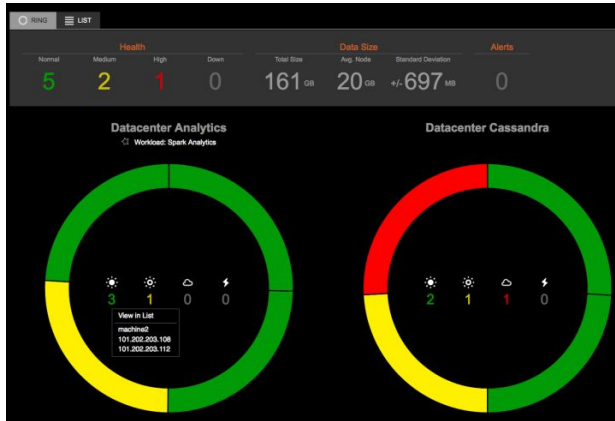 RING LIST
Health Data Size Alerts
Normal Medium High Down Total Size Avg. Node Standard Deviation
5 2 1 0 161 GB 20 GB +/-697 MB 0
Datacenter Analytics
Workload: Spark Analytics
3 1 0 0
View in List
machine2
101.202.203.108
101.202.203.112
Datacenter Cassandra
2 1 1 0